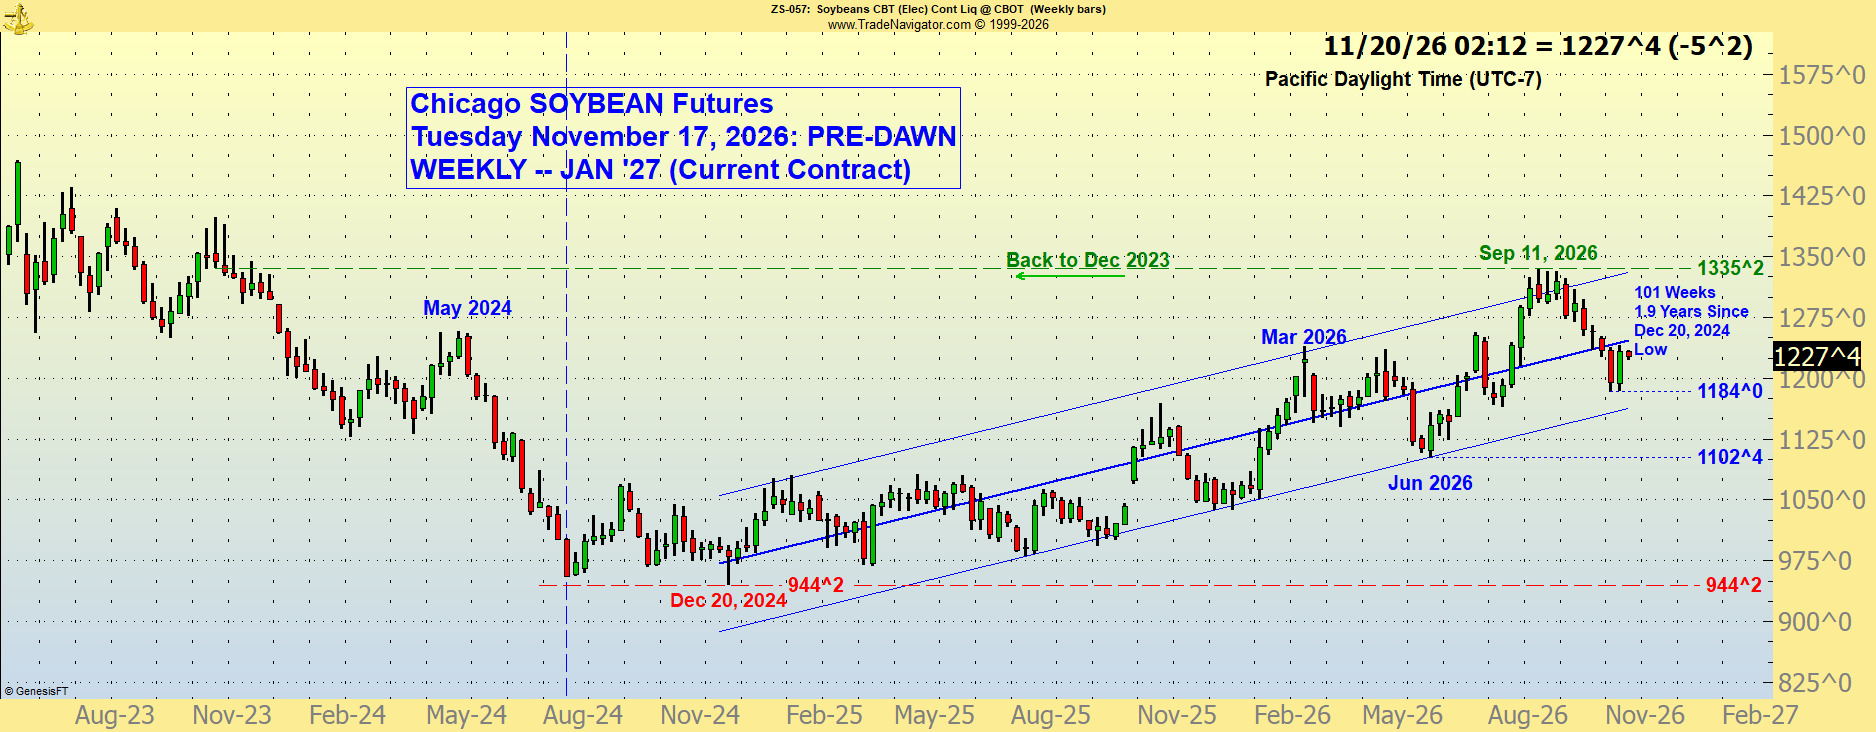 ZS-057:  Soybeans CBT (Elec) Cont Liq @ CBOT  (Weekly bars)
www.TradeNavigator.com © 1999-2026
11/20/26 02:12 = 1227^4 (-5^2)
Pacific Daylight Time (UTC-7)
Chicago SOYBEAN Futures
Tuesday November 17, 2026: PRE-DAWN
WEEKLY -- JAN '27 (Current Contract)
Back to Dec 2023
Sep 11, 2026
1335^2
101 Weeks
1.9 Years Since
Dec 20, 2024
Low
May 2024
Mar 2026
1184^0
1102^4
Jun 2026
944^2
944^2
Dec 20, 2024
1575^0
1500^0
1425^0
1350^0
1275^0
1227^4
1200^0
1125^0
1050^0
975^0
900^0
825^0
© GenesisFT
Aug-23 Nov-23 Feb-24 May-24 Aug-24 Nov-24 Feb-25 May-25 Aug-25 Nov-25 Feb-26 May-26 Aug-26 Nov-26 Feb-27